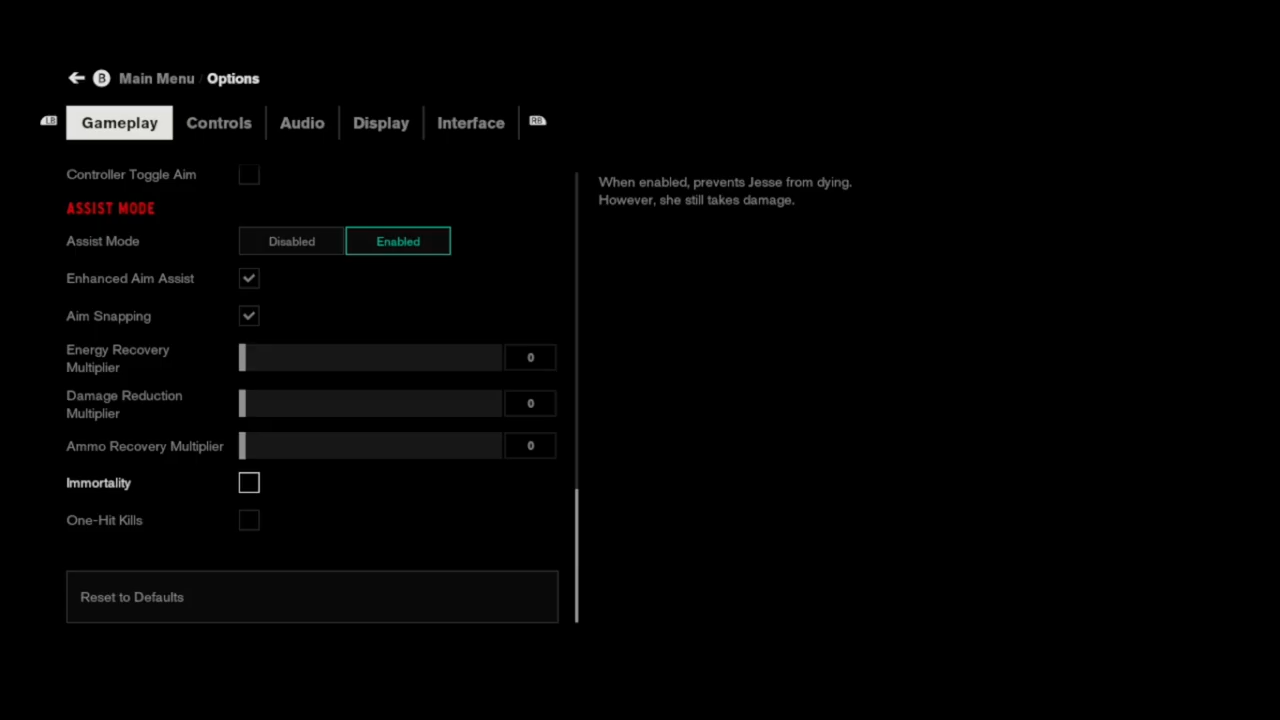 B Main Menu / Options
LB Gameplay Controls Audio Display Interface RB
Controller Toggle Aim
ASSIST MODE
Assist Mode Disabled Enabled
Enhanced Aim Assist
Aim Snapping
Energy Recovery
Multiplier 0
Damage Reduction
Multiplier 0
Ammo Recovery Multiplier 0
Immortality
One-Hit Kills
Reset to Defaults
When enabled, prevents Jesse from dying.
However, she still takes damage.